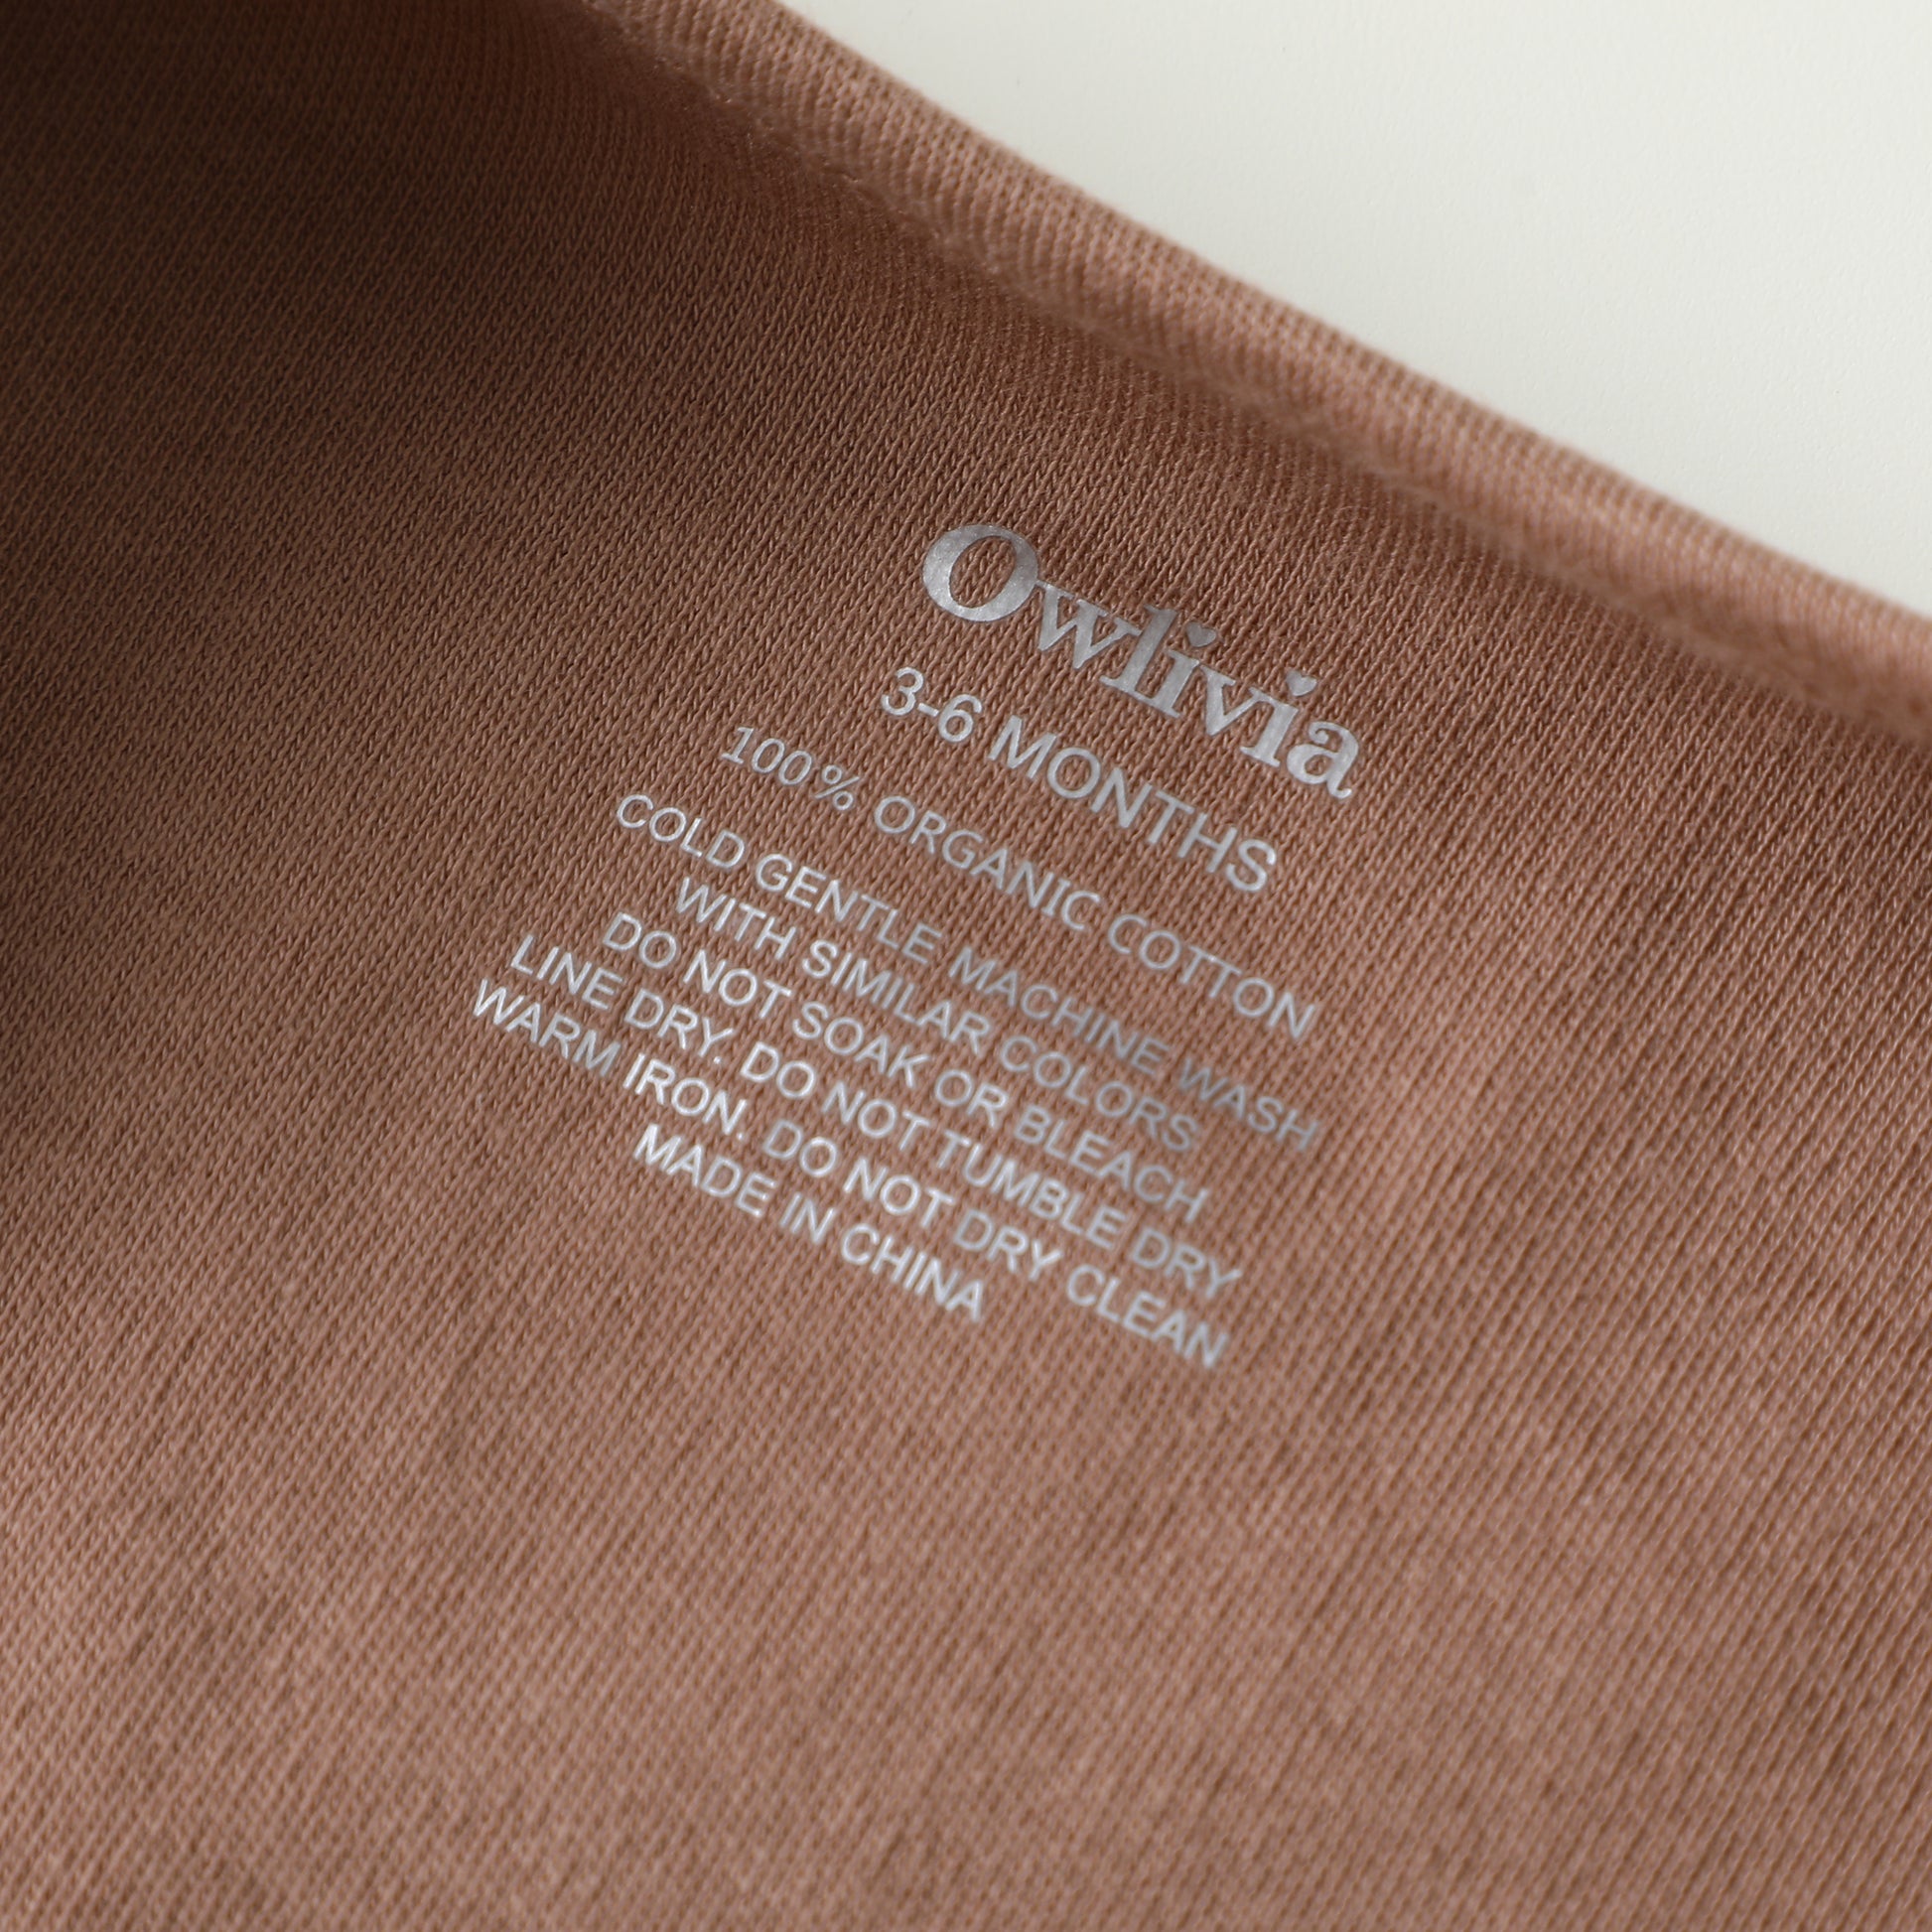 Owlivia
3-6 MONTHS
100% ORGANIC COTTON
COLD GENTLE MACHINE WASH
WITH SIMILAR COLORS
DO NOT SOAK OR BLEACH
LINE DRY. DO NOT TUMBLE DRY
WARM IRON. DO NOT DRY CLEAN
MADE IN CHINA